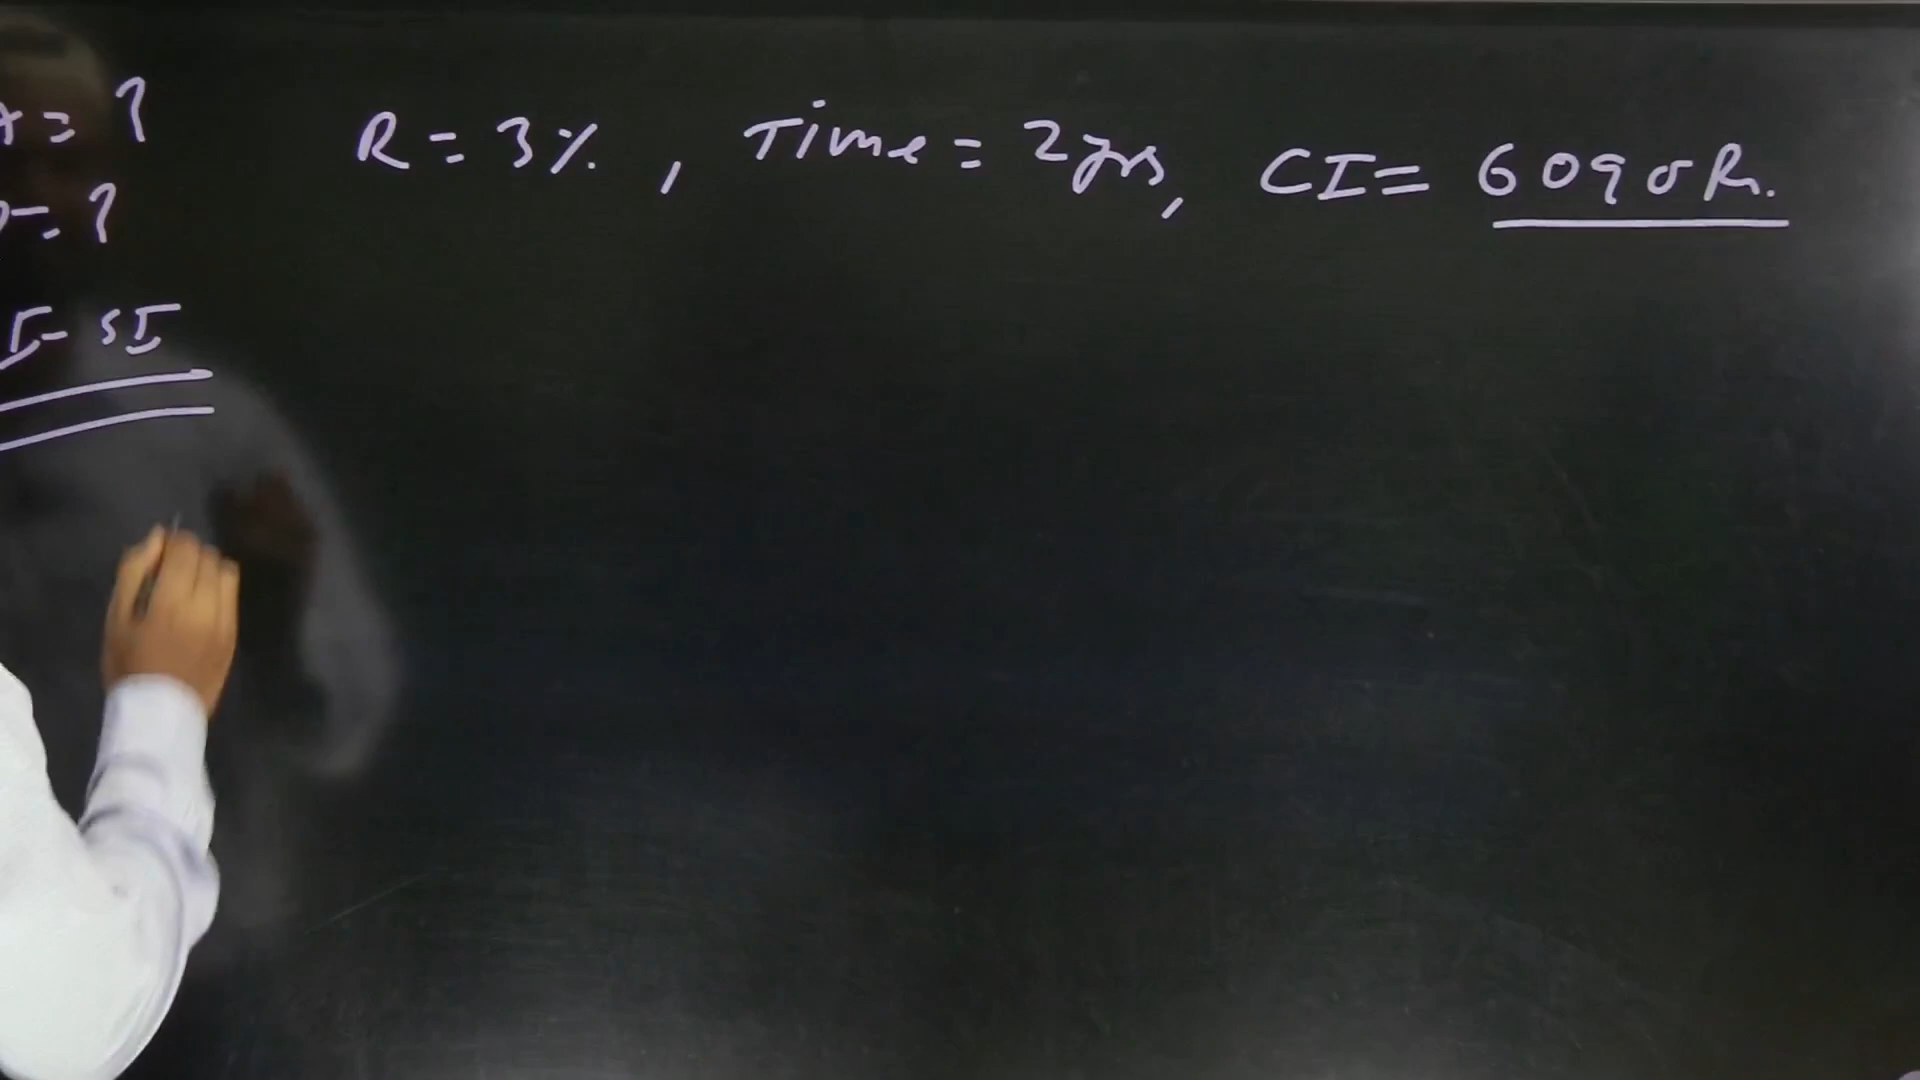 = ?
R = 3% , Time = 2yrs, CI = 6090 Rs.
= ?
I - SI